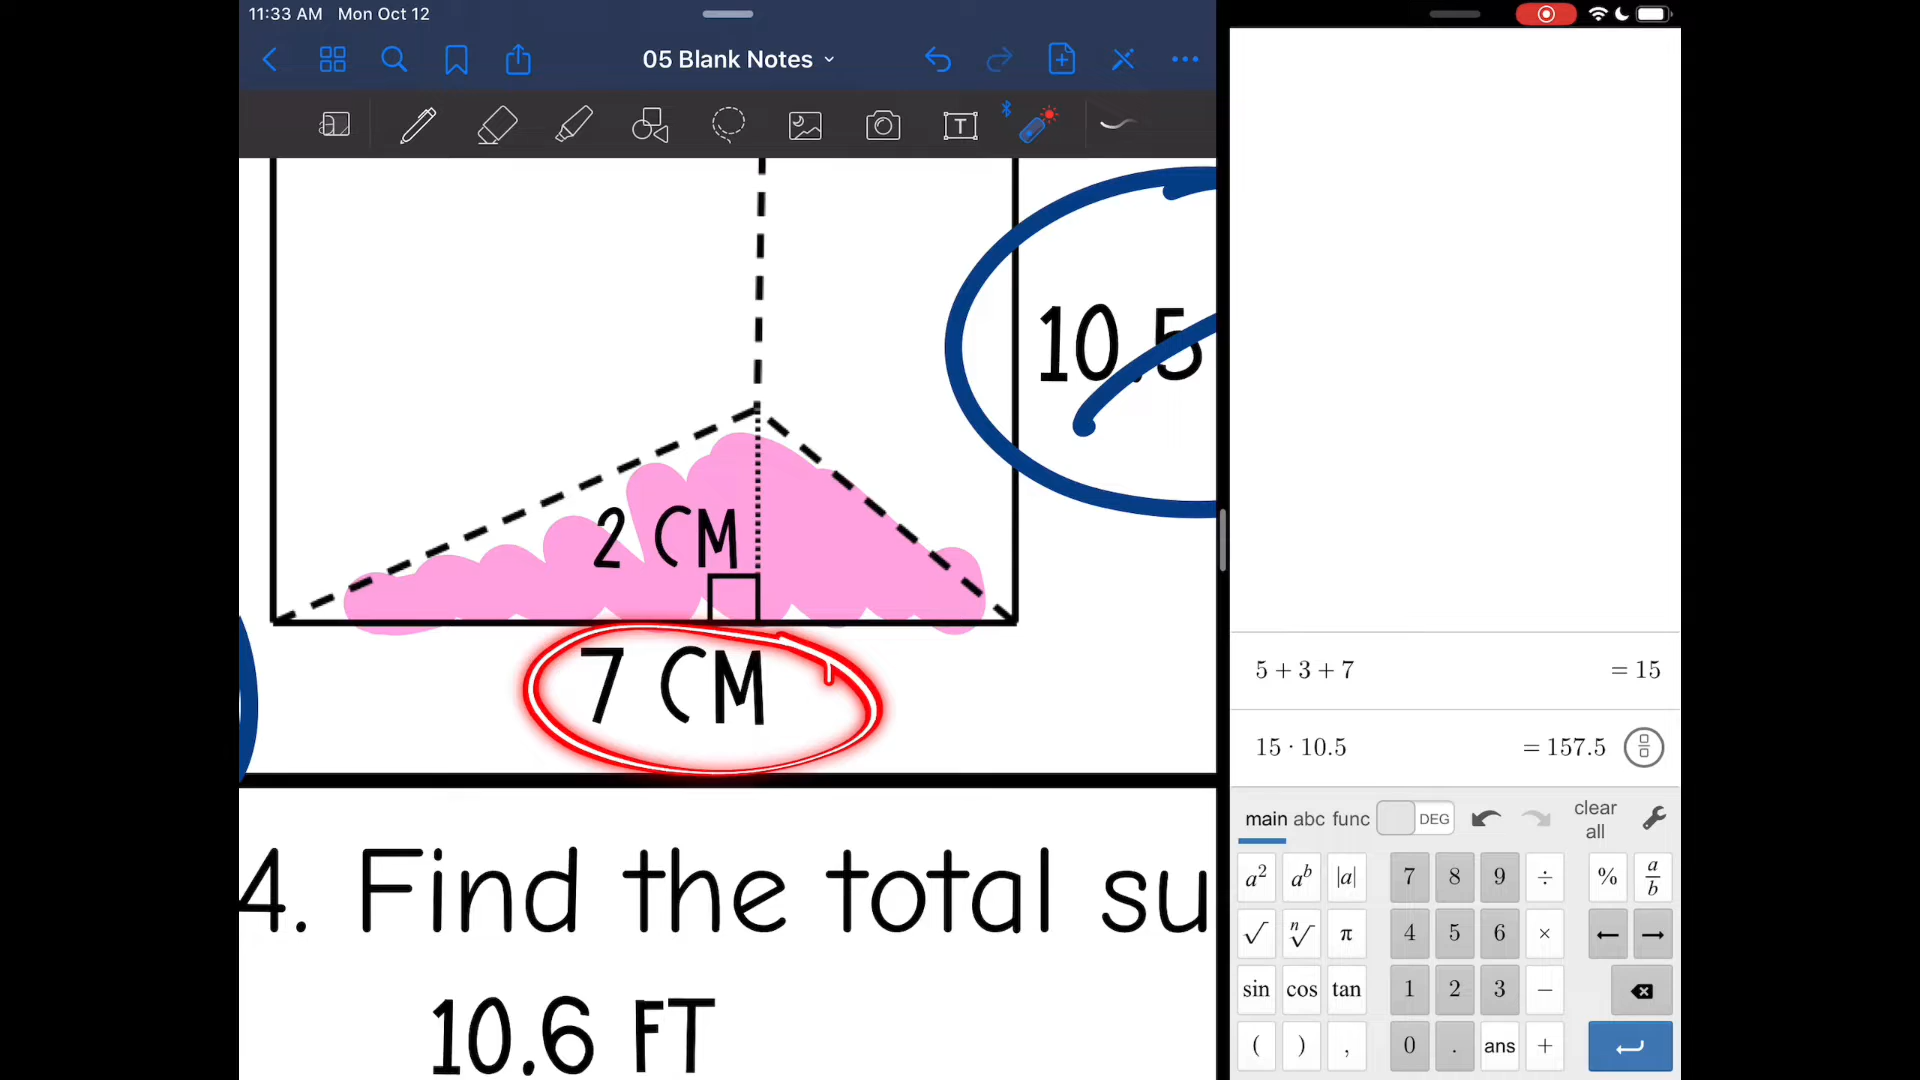 11:33 AM Mon Oct 12
05 Blank Notes
T
10.5
2 CM
7 CM
4. Find the total su
10.6 FT
5 + 3 + 7 = 15
15 · 10.5 = 157.5
main abc func DEG clear all
a² aᵇ |a| 7 8 9 ÷ % a/b
√ ⁿ√ π 4 5 6 × ← →
sin cos tan 1 2 3 −
( ) , 0 . ans +